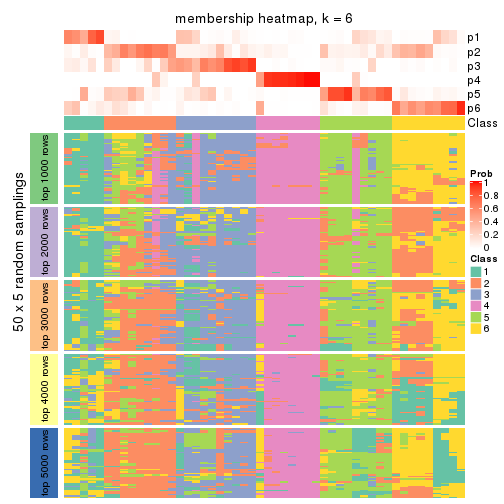 membership heatmap, k = 6
p1
p2
p3
p4
p5
p6
Class
50 x 5 random samplings
top 1000 rows
top 2000 rows
top 3000 rows
top 4000 rows
top 5000 rows
Prob
1
0.8
0.6
0.4
0.2
0
Class
1
2
3
4
5
6